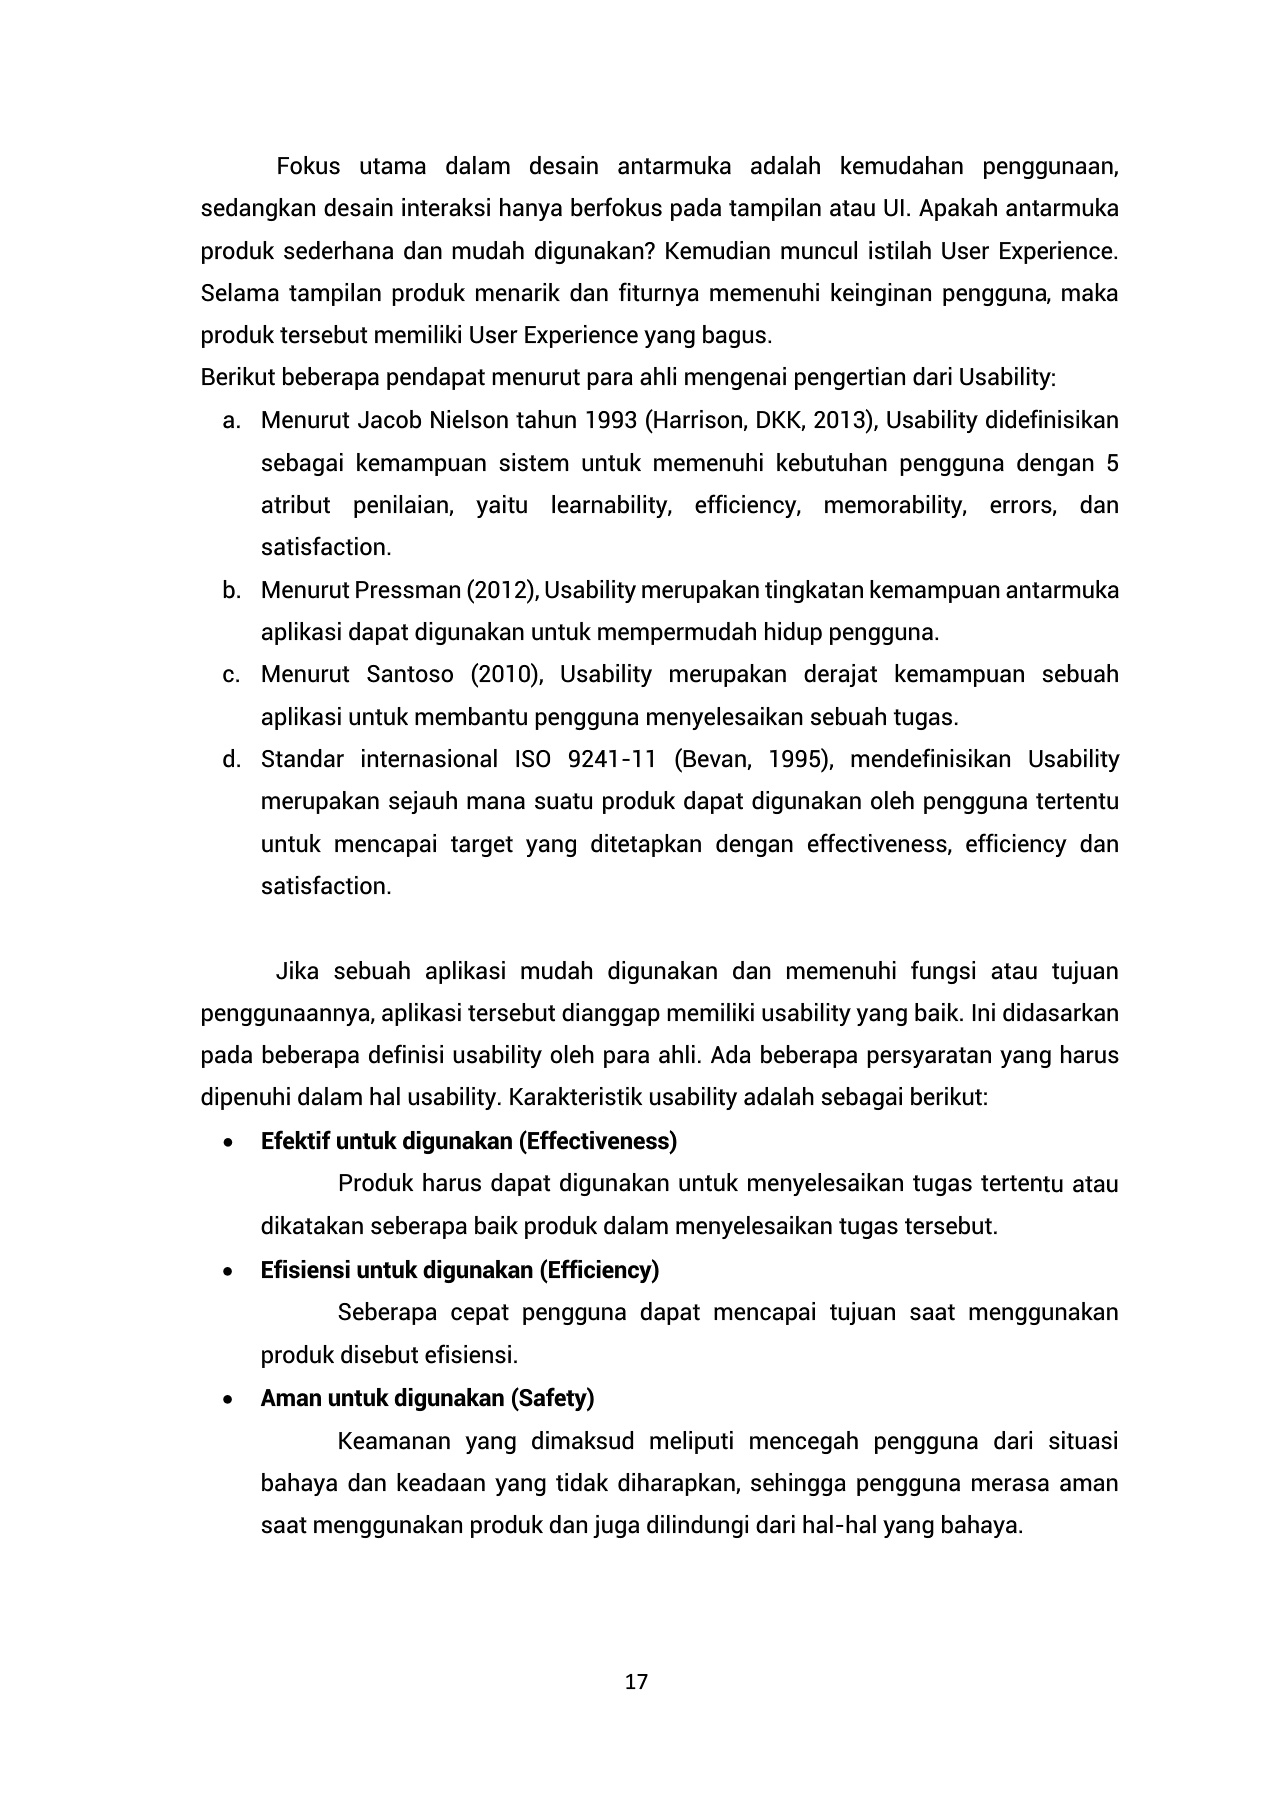 Fokus utama dalam desain antarmuka adalah kemudahan penggunaan,
sedangkan desain interaksi hanya berfokus pada tampilan atau UI. Apakah antarmuka
produk sederhana dan mudah digunakan? Kemudian muncul istilah User Experience.
Selama tampilan produk menarik dan fiturnya memenuhi keinginan pengguna, maka
produk tersebut memiliki User Experience yang bagus.
Berikut beberapa pendapat menurut para ahli mengenai pengertian dari Usability:
a. Menurut Jacob Nielson tahun 1993 (Harrison, DKK, 2013), Usability didefinisikan
sebagai kemampuan sistem untuk memenuhi kebutuhan pengguna dengan 5
atribut penilaian, yaitu learnability, efficiency, memorability, errors, dan
satisfaction.
b. Menurut Pressman (2012), Usability merupakan tingkatan kemampuan antarmuka
aplikasi dapat digunakan untuk mempermudah hidup pengguna.
c. Menurut Santoso (2010), Usability merupakan derajat kemampuan sebuah
aplikasi untuk membantu pengguna menyelesaikan sebuah tugas.
d. Standar internasional ISO 9241-11 (Bevan, 1995), mendefinisikan Usability
merupakan sejauh mana suatu produk dapat digunakan oleh pengguna tertentu
untuk mencapai target yang ditetapkan dengan effectiveness, efficiency dan
satisfaction.
Jika sebuah aplikasi mudah digunakan dan memenuhi fungsi atau tujuan
penggunaannya, aplikasi tersebut dianggap memiliki usability yang baik. Ini didasarkan
pada beberapa definisi usability oleh para ahli. Ada beberapa persyaratan yang harus
dipenuhi dalam hal usability. Karakteristik usability adalah sebagai berikut:
• Efektif untuk digunakan (Effectiveness)
Produk harus dapat digunakan untuk menyelesaikan tugas tertentu atau
dikatakan seberapa baik produk dalam menyelesaikan tugas tersebut.
• Efisiensi untuk digunakan (Efficiency)
Seberapa cepat pengguna dapat mencapai tujuan saat menggunakan
produk disebut efisiensi.
• Aman untuk digunakan (Safety)
Keamanan yang dimaksud meliputi mencegah pengguna dari situasi
bahaya dan keadaan yang tidak diharapkan, sehingga pengguna merasa aman
saat menggunakan produk dan juga dilindungi dari hal-hal yang bahaya.
17